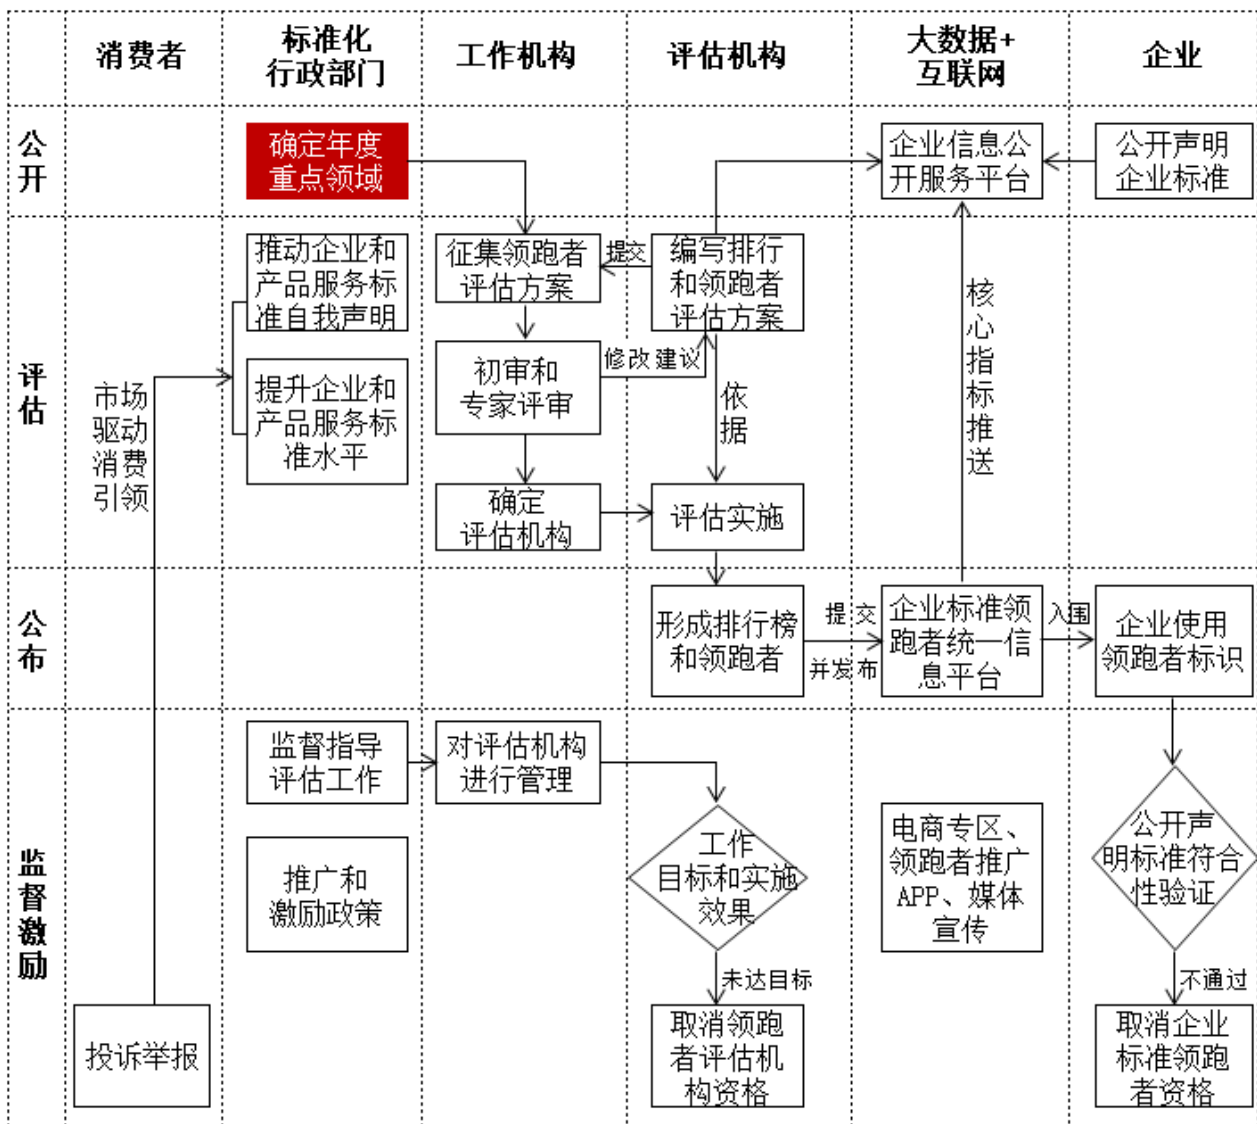 消费者
标准化
行政部门
工作机构
评估机构
大数据+
互联网
企业
公
开
确定年度
重点领域
企业信息公
开服务平台
公开声明
企业标准
评
估
市场
驱动
消费
引领
推动企业和
产品服务标
准自我声明
提升企业和
产品服务标
准水平
征集领跑者
评估方案
提交
编写排行
和领跑者
评估方案
初审和
专家评审
修改建议
依
据
确定
评估机构
评估实施
核
心
指
标
推
送
公
布
形成排行榜
和领跑者
提交
并发布
企业标准领
跑者统一信
息平台
入围
企业使用
领跑者标识
监
督
激
励
投诉举报
监督指导
评估工作
推广和
激励政策
对评估机构
进行管理
工作
目标和实施
效果
未达目标
取消领跑
者评估机
构资格
电商专区、
领跑者推广
APP、媒体
宣传
公开声
明标准符合
性验证
不通过
取消企业
标准领跑
者资格